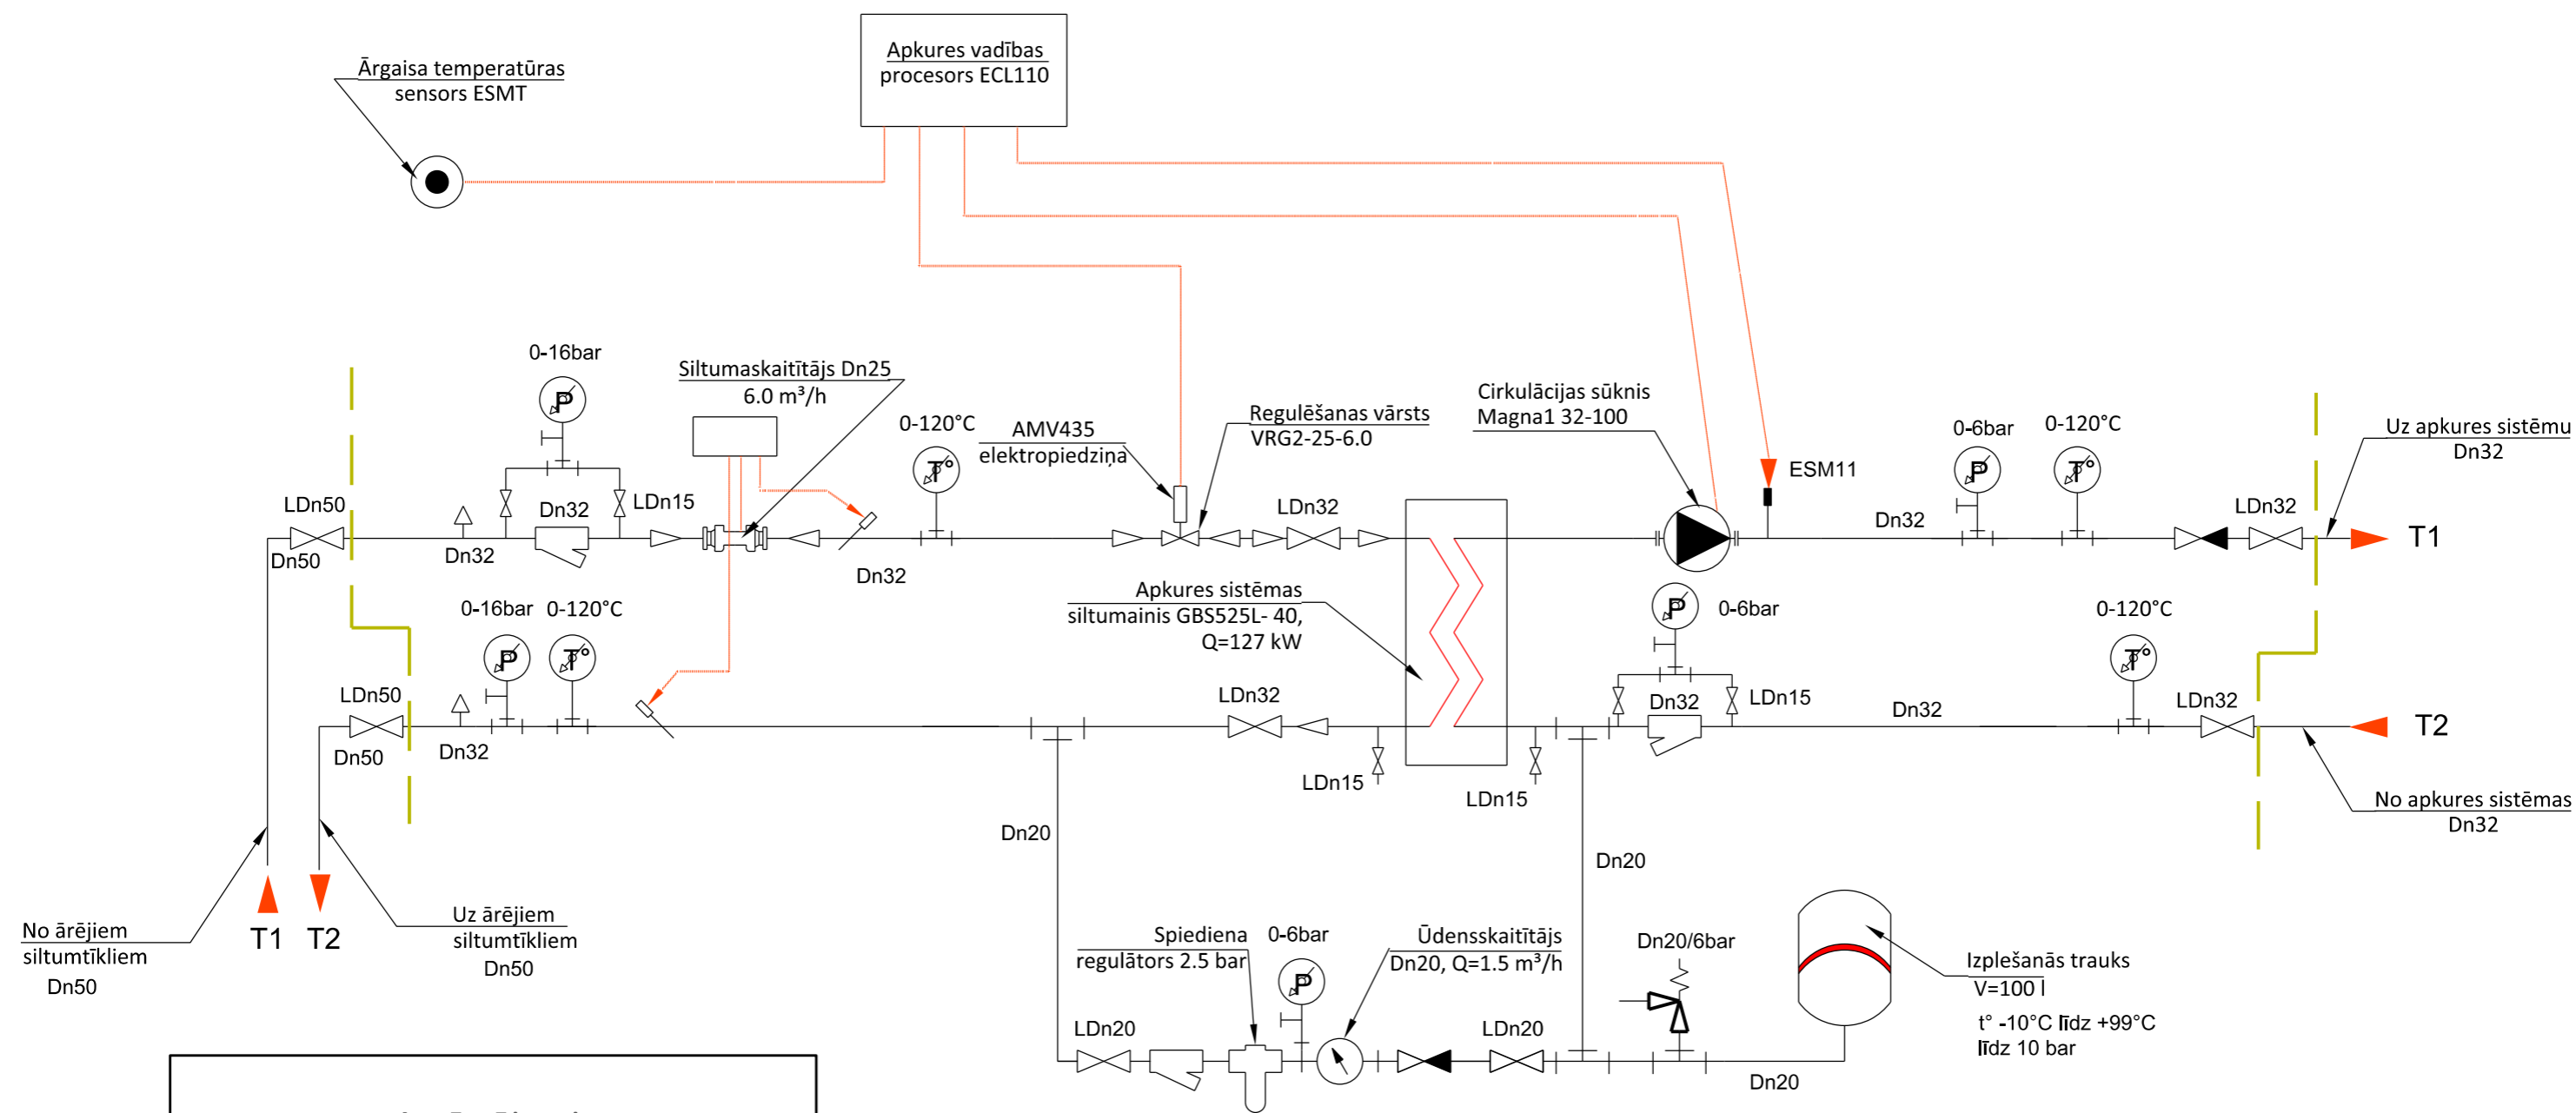 Apkures vadības
procesors ECL110
Ārgaisa temperatūras
sensors ESMT
0-16bar
Siltumaskaitītājs Dn25
6.0 m³/h
0-120°C
AMV435
elektropiedziņa
Regulēšanas vārsts
VRG2-25-6.0
Cirkulācijas sūknis
Magna1 32-100
ESM11
0-6bar
0-120°C
Uz apkures sistēmu
Dn32
P
T°
P
T°
LDn50
Dn32
LDn15
LDn32
Dn32
LDn32
T1
Dn50
Dn32
Dn32
0-16bar
0-120°C
Apkures sistēmas
siltumainis GBS525L- 40,
Q=127 kW
P
0-6bar
0-120°C
P
T°
T°
LDn50
LDn32
Dn32
LDn15
Dn32
LDn32
T2
Dn50
Dn32
LDn15
LDn15
No apkures sistēmas
Dn32
Dn20
Dn20
No ārējiem
siltumtīkliem
Dn50
T1
T2
Uz ārējiem
siltumtīkliem
Dn50
Spiediena
regulātors 2.5 bar
0-6bar
P
Ūdensskaitītājs
Dn20, Q=1.5 m³/h
Dn20/6bar
Izplešanās trauks
V=100 l
t° -10°C līdz +99°C
līdz 10 bar
LDn20
LDn20
Dn20